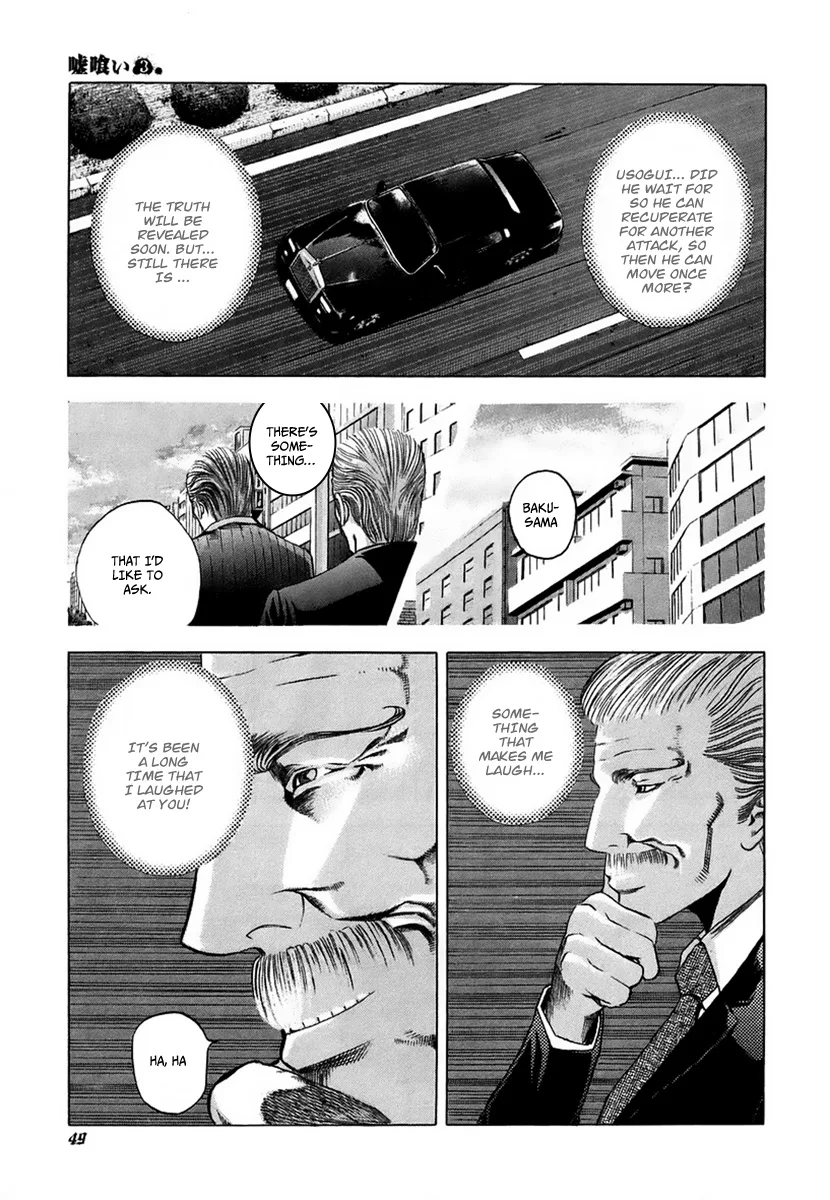 嘘喰い3.
USOGUI... DID
HE WAIT FOR
SO HE CAN
RECUPERATE
FOR ANOTHER
ATTACK, SO
THEN HE CAN
MOVE ONCE
MORE?
THE TRUTH
WILL BE
REVEALED
SOON. BUT...
STILL THERE
IS ...
BAKU-
SAMA
THERE'S
SOME-
THING...
THAT I'D
LIKE TO
ASK.
SOME-
THING
THAT
MAKES ME
LAUGH...
IT'S BEEN
A LONG
TIME THAT
I LAUGHED
AT YOU!
HA, HA
49